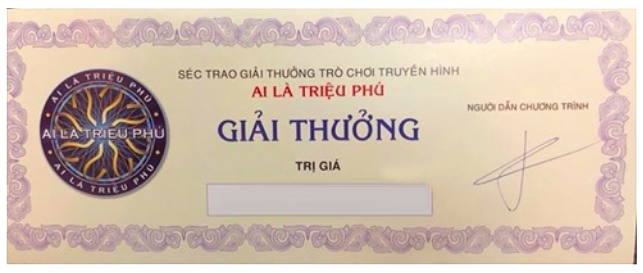 SÉC TRAO GIẢI THƯỞNG TRÒ CHƠI TRUYỀN HÌNH
AI LÀ TRIỆU PHÚ
GIẢI THƯỞNG
TRỊ GIÁ
NGƯỜI DẪN CHƯƠNG TRÌNH
AI LÀ TRIỆU PHÚ
AI LÀ TRIỆU PHÚ
AI LÀ TRIỆU PHÚ